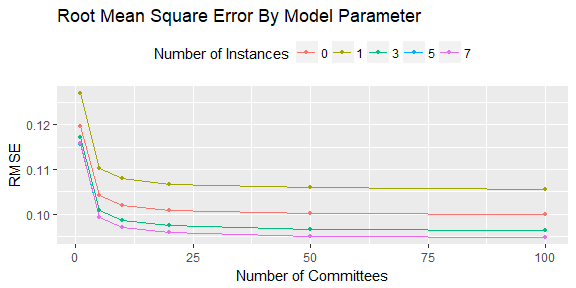 Root Mean Square Error By Model Parameter
Number of Instances 0 1 3 5 7
0.12
0.11
0.10
RMSE
0 25 50 75 100
Number of Committees